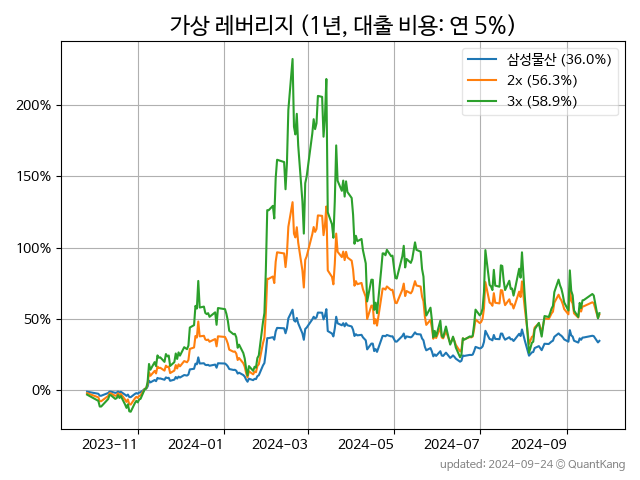 가상 레버리지 (1년, 대출 비용: 연 5%)
삼성물산 (36.0%)
2x (56.3%)
3x (58.9%)
200%
150%
100%
50%
0%
2023-11 2024-01 2024-03 2024-05 2024-07 2024-09
updated: 2024-09-24 © QuantKang